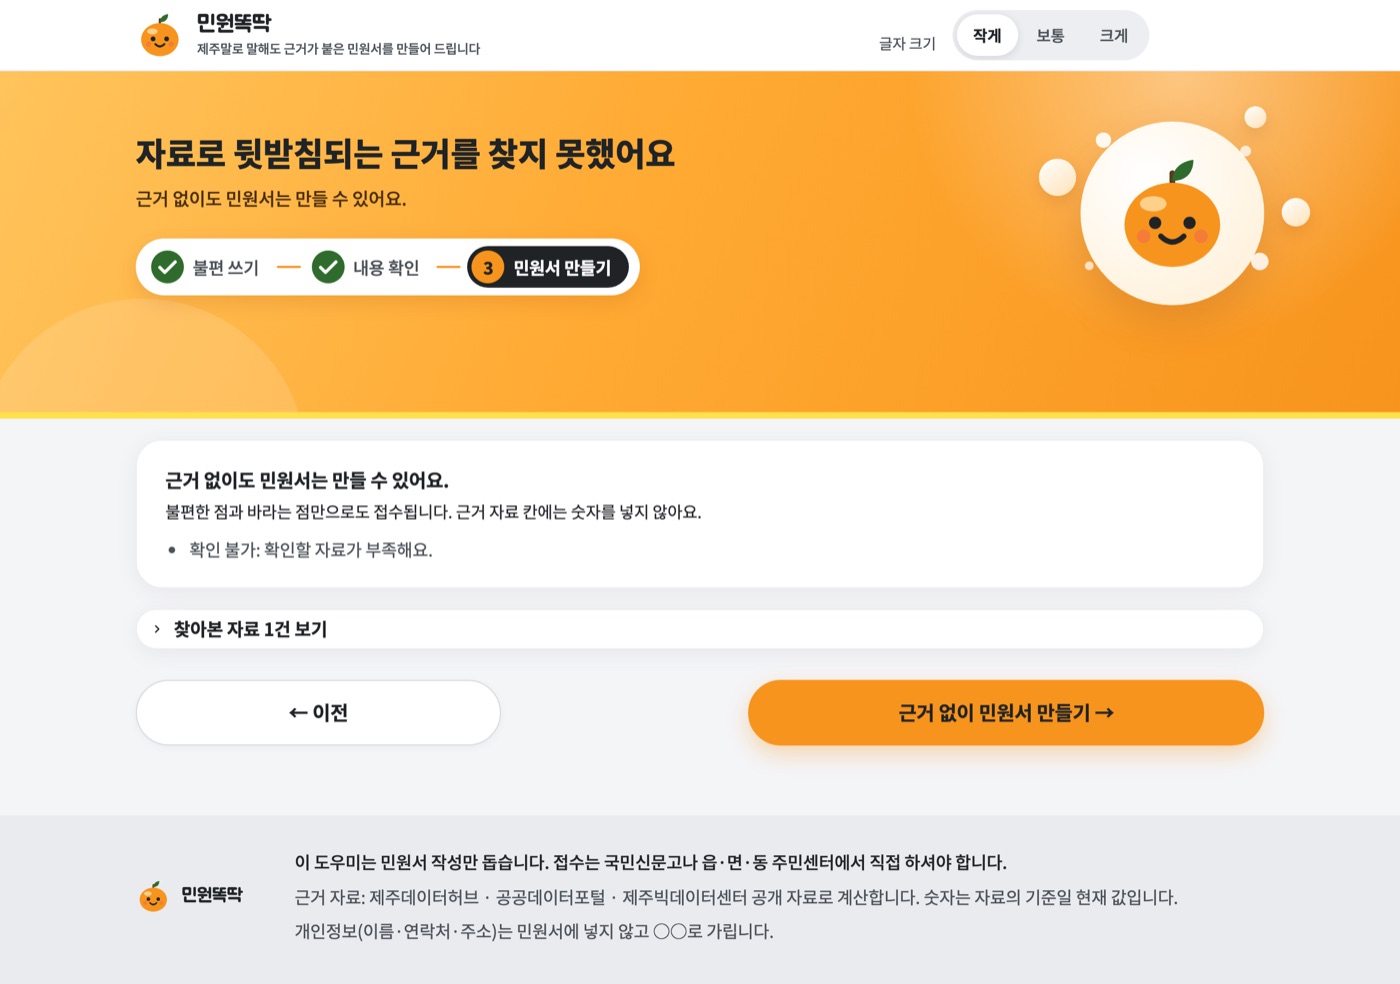 민원똑딱
제주말로 말해도 근거가 붙은 민원서를 만들어 드립니다
글자 크기
작게
보통
크게
자료로 뒷받침되는 근거를 찾지 못했어요
근거 없이도 민원서는 만들 수 있어요.
불편 쓰기
내용 확인
3 민원서 만들기
근거 없이도 민원서는 만들 수 있어요.
불편한 점과 바라는 점만으로도 접수됩니다. 근거 자료 칸에는 숫자를 넣지 않아요.
• 확인 불가: 확인할 자료가 부족해요.
› 찾아본 자료 1건 보기
← 이전
근거 없이 민원서 만들기 →
민원똑딱
이 도우미는 민원서 작성만 돕습니다. 접수는 국민신문고나 읍·면·동 주민센터에서 직접 하셔야 합니다.
근거 자료: 제주데이터허브 · 공공데이터포털 · 제주빅데이터센터 공개 자료로 계산합니다. 숫자는 자료의 기준일 현재 값입니다.
개인정보(이름·연락처·주소)는 민원서에 넣지 않고 〇〇로 가립니다.